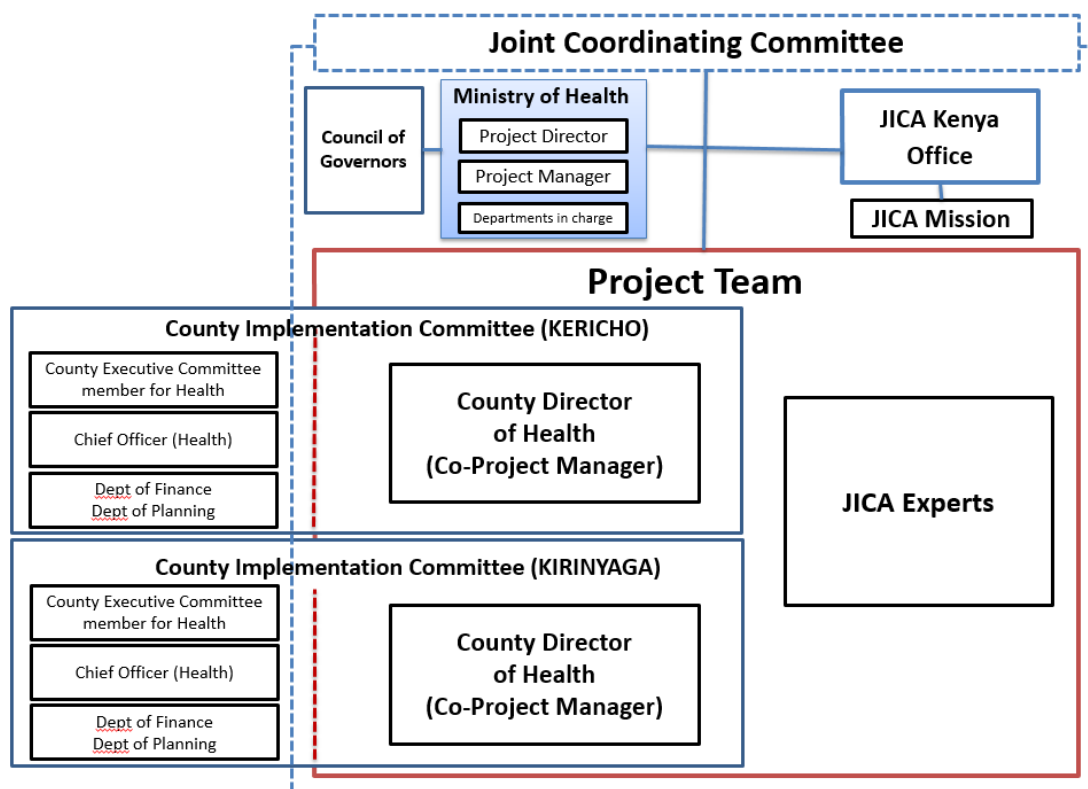 Joint Coordinating Committee
Council of
Governors
Ministry of Health
Project Director
Project Manager
Departments in charge
JICA Kenya
Office
JICA Mission
Project Team
County Implementation Committee (KERICHO)
County Executive Committee
member for Health
Chief Officer (Health)
Dept of Finance
Dept of Planning
County Director
of Health
(Co-Project Manager)
JICA Experts
County Implementation Committee (KIRINYAGA)
County Executive Committee
member for Health
Chief Officer (Health)
Dept of Finance
Dept of Planning
County Director
of Health
(Co-Project Manager)